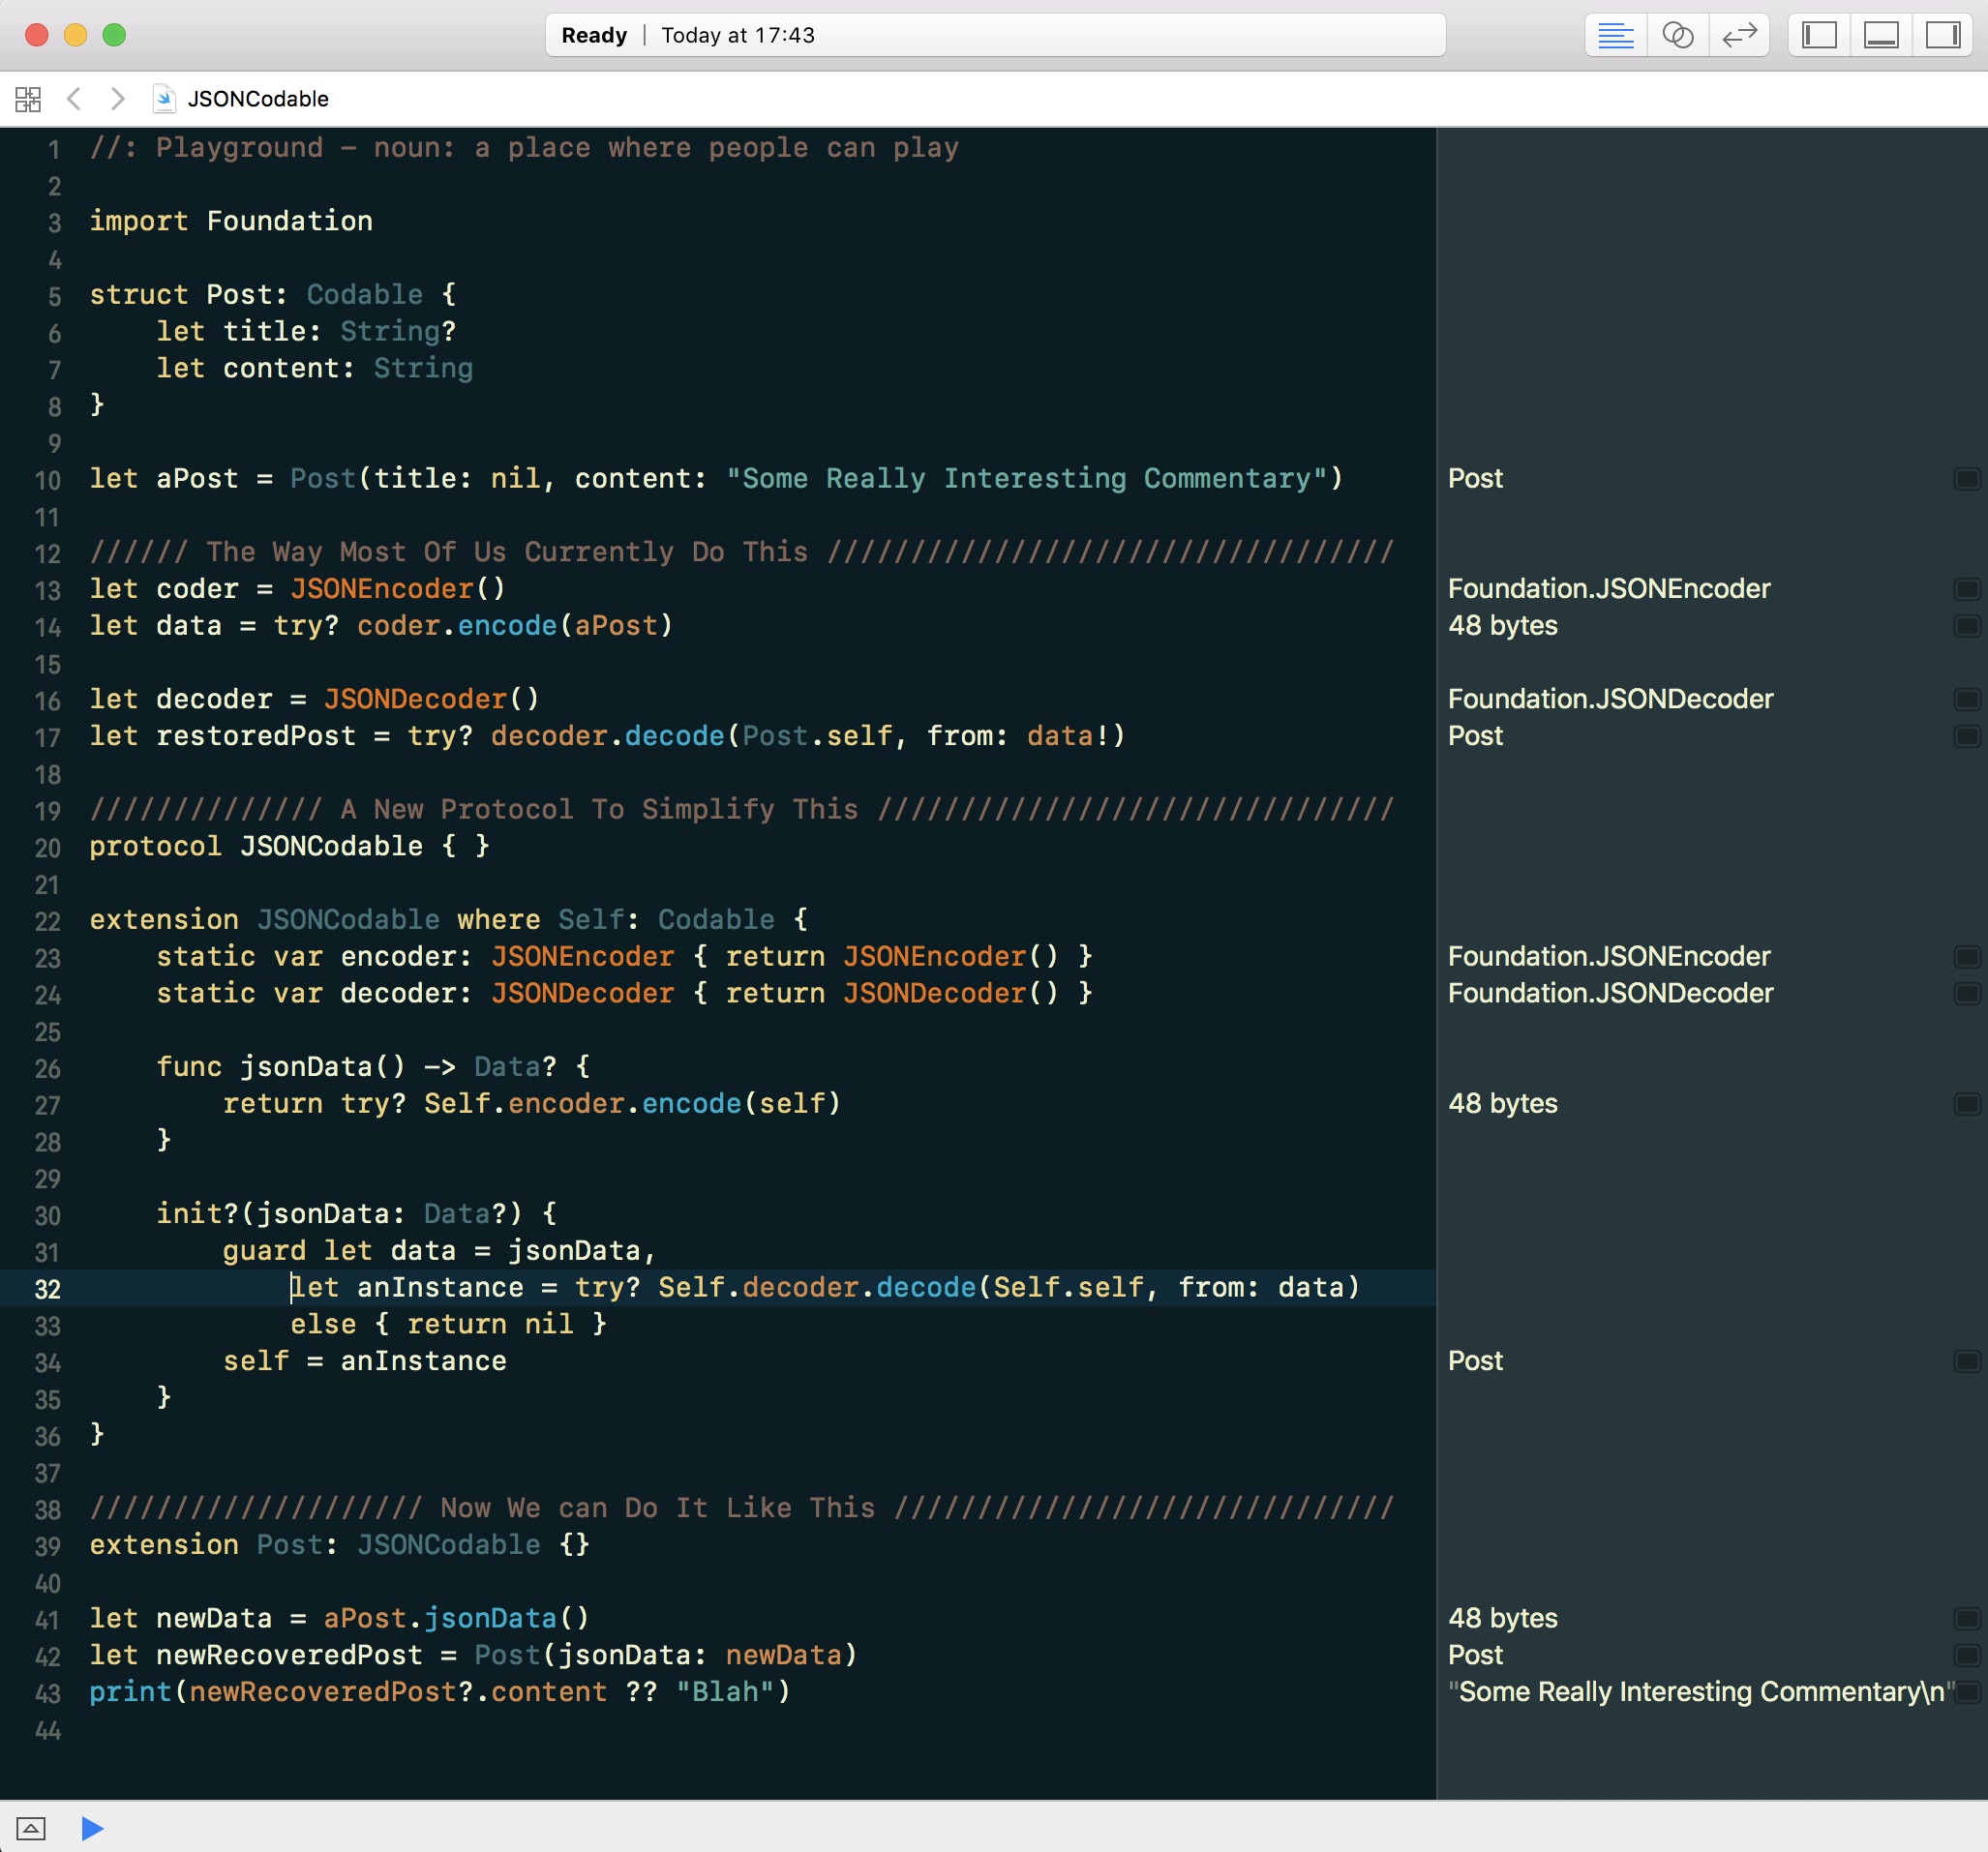 Ready | Today at 17:43
JSONCodable
1 //: Playground – noun: a place where people can play
2
3 import Foundation
4
5 struct Post: Codable {
6     let title: String?
7     let content: String
8 }
9
10 let aPost = Post(title: nil, content: "Some Really Interesting Commentary") Post
11
12 ////// The Way Most Of Us Currently Do This //////////////////////////////////
13 let coder = JSONEncoder() Foundation.JSONEncoder
14 let data = try? coder.encode(aPost) 48 bytes
15
16 let decoder = JSONDecoder() Foundation.JSONDecoder
17 let restoredPost = try? decoder.decode(Post.self, from: data!) Post
18
19 ////////////// A New Protocol To Simplify This ///////////////////////////////
20 protocol JSONCodable { }
21
22 extension JSONCodable where Self: Codable {
23     static var encoder: JSONEncoder { return JSONEncoder() } Foundation.JSONEncoder
24     static var decoder: JSONDecoder { return JSONDecoder() } Foundation.JSONDecoder
25
26     func jsonData() -> Data? {
27         return try? Self.encoder.encode(self) 48 bytes
28     }
29
30     init?(jsonData: Data?) {
31         guard let data = jsonData,
32             let anInstance = try? Self.decoder.decode(Self.self, from: data)
33             else { return nil }
34         self = anInstance Post
35     }
36 }
37
38 //////////////////// Now We can Do It Like This //////////////////////////////
39 extension Post: JSONCodable {}
40
41 let newData = aPost.jsonData() 48 bytes
42 let newRecoveredPost = Post(jsonData: newData) Post
43 print(newRecoveredPost?.content ?? "Blah") "Some Really Interesting Commentary\n"
44